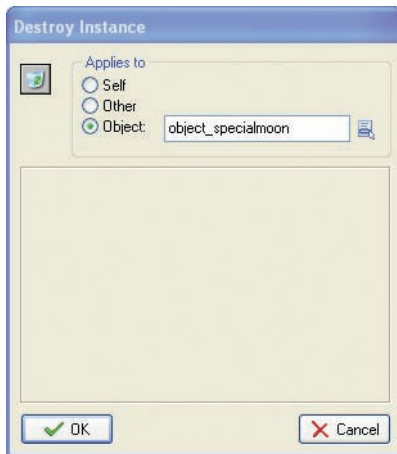 Destroy Instance
Applies to
Self
Other
Object: object_specialmoon
OK
Cancel